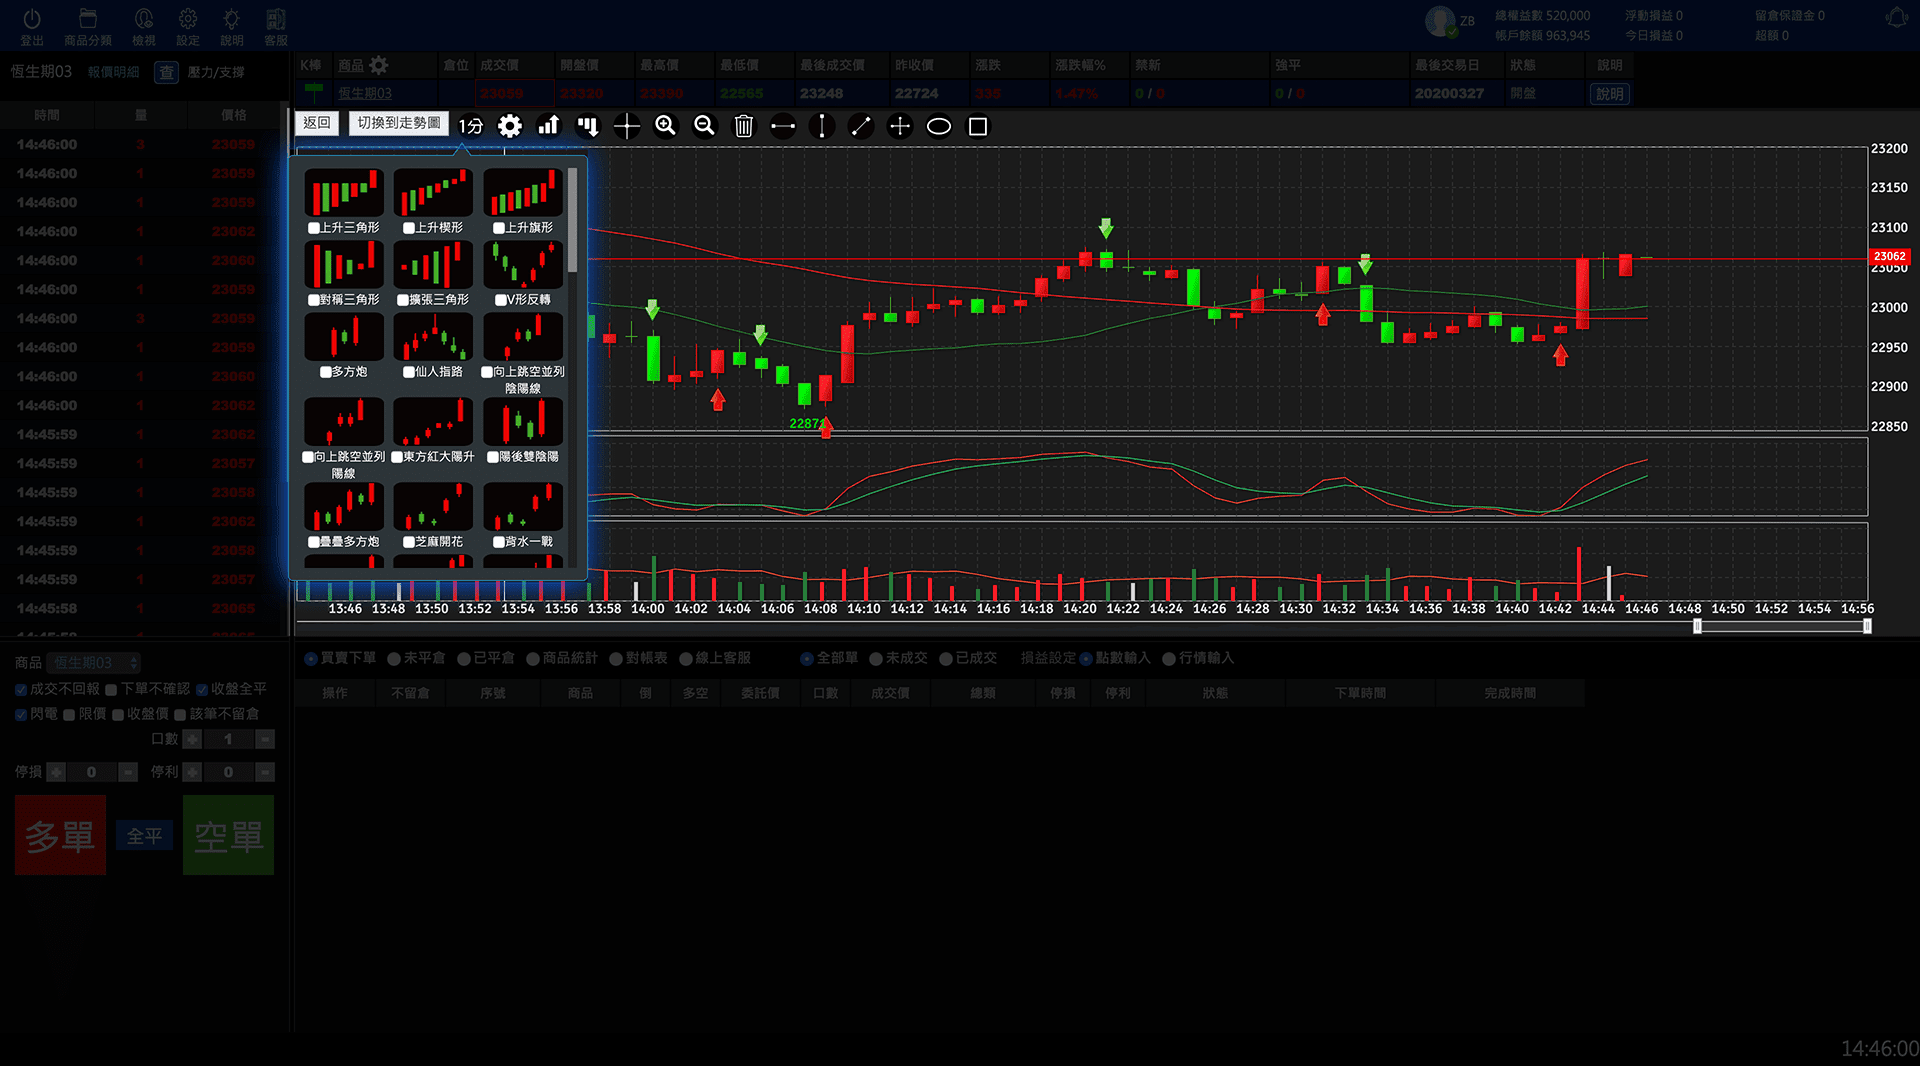 登出 商品分類 檢視 設定 說明 客服
ZB 總權益數 520,000 浮動損益 0 留倉保證金 0
帳戶餘額 963,945 今日損益 0 超額 0
恆生期03 報價明細 查 壓力/支撐
K棒 商品 倉位 成交價 開盤價 最高價 最低價 最後成交價 昨收價 漲跌 漲跌幅% 禁新 強平 最後交易日 狀態 說明
恆生期03 23059 23320 23390 22565 23248 22724 335 1.47% 0 / 0 0 / 0 20200327 開盤 說明
時間 量 價格
14:46:00 3 23059
14:46:00 1 23059
14:46:00 1 23059
14:46:00 1 23062
14:46:00 1 23060
14:46:00 1 23059
14:46:00 3 23059
14:46:00 1 23059
14:46:00 1 23060
14:46:00 1 23062
14:45:59 1 23062
14:45:59 1 23057
14:45:59 1 23058
14:45:59 1 23062
14:45:59 1 23058
14:45:59 1 23057
14:45:58 1 23065
返回 切換到走勢圖 1分
上升三角形 上升楔形 上升旗形
對稱三角形 擴張三角形 V形反轉
多方炮 仙人指路 向上跳空並列
陰陽線
向上跳空並列 東方紅大陽升 陽後雙陰陽
陽線
疊疊多方炮 芝麻開花 背水一戰
23200
23150
23100
23062
23050
23000
22950
22900
22850
22871
13:46 13:48 13:50 13:52 13:54 13:56 13:58 14:00 14:02 14:04 14:06 14:08 14:10 14:12 14:14 14:16 14:18 14:20 14:22 14:24 14:26 14:28 14:30 14:32 14:34 14:36 14:38 14:40 14:42 14:44 14:46 14:48 14:50 14:52 14:54 14:56
商品 恆生期03
成交不回報 下單不確認 收盤全平
閃電 限價 收盤價 該筆不留倉
口數 + 1 -
停損 + 0 - 停利 + 0 -
多單 全平 空單
買賣下單 未平倉 已平倉 商品統計 對帳表 線上客服 全部單 未成交 已成交 損益設定 點數輸入 行情輸入
操作 不留倉 序號 商品 倒 多空 委託價 口數 成交價 總類 停損 停利 狀態 下單時間 完成時間
14:46:00